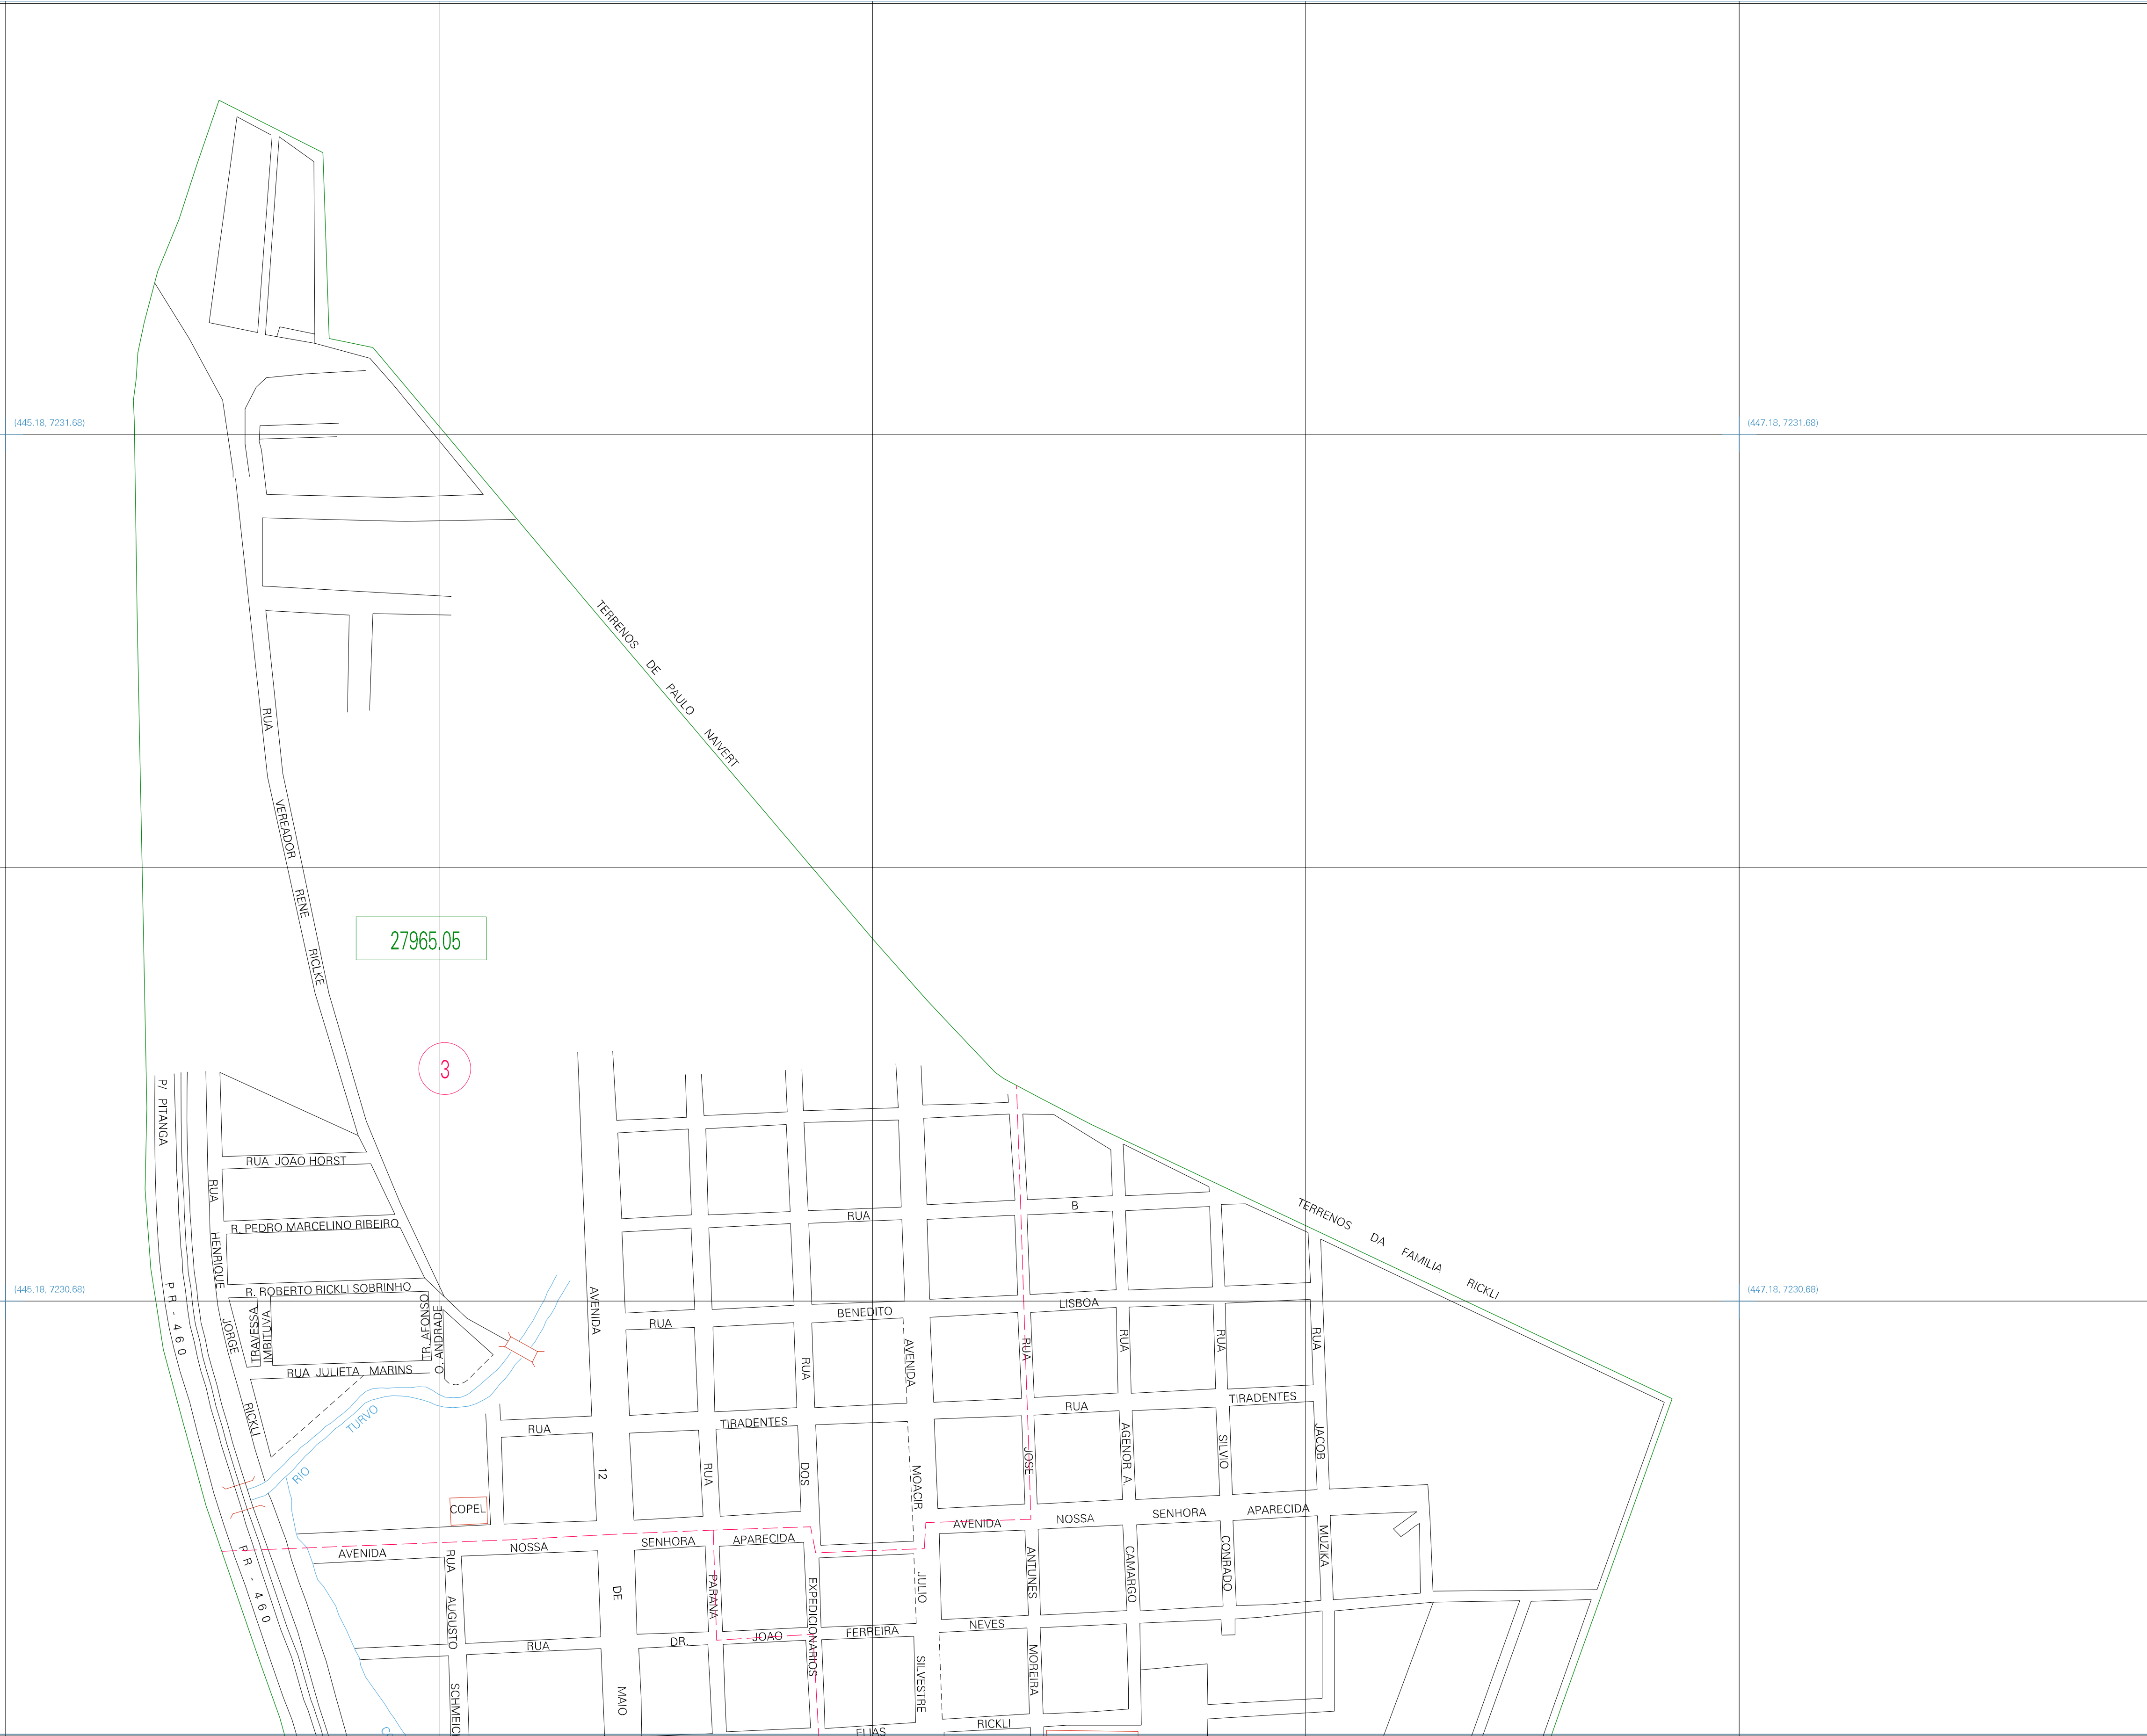 (445.18, 7231.68)
(447.18, 7231.68)
TERRENOS DE PAULO NAIVERT
RUA VEREADOR RENE RICLKE
27965.05
3
P/ PITANGA
RUA JOAO HORST
RUA HENRIQUE JORGE RICKLI
R. PEDRO MARCELINO RIBEIRO
RUA B
TERRENOS DA FAMILIA RICKLI
(445.18, 7230.68)
(447.18, 7230.68)
PR-460
R. ROBERTO RICKLI SOBRINHO
TRAVESSA
IMBITUVA
TR. AFONSO
O. ANDRADE
RUA BENEDITO LISBOA
RUA JULIETA MARINS
RIO TURVO
AVENIDA 12 DE MAIO
RUA TIRADENTES RUA TIRADENTES
RUA PARANA
RUA DOS EXPEDICIONARIOS
AVENIDA MOACIR JULIO SILVESTRE
RUA JOSE ANTUNES MOREIRA
RUA AGENOR A. CAMARGO
RUA SILVIO CONRADO
RUA JACOB MUZIKA
COPEL
PR-460
AVENIDA NOSSA SENHORA APARECIDA
AVENIDA NOSSA SENHORA APARECIDA
RUA AUGUSTO
RUA DR. JOAO FERREIRA NEVES
ELIAS RICKLI